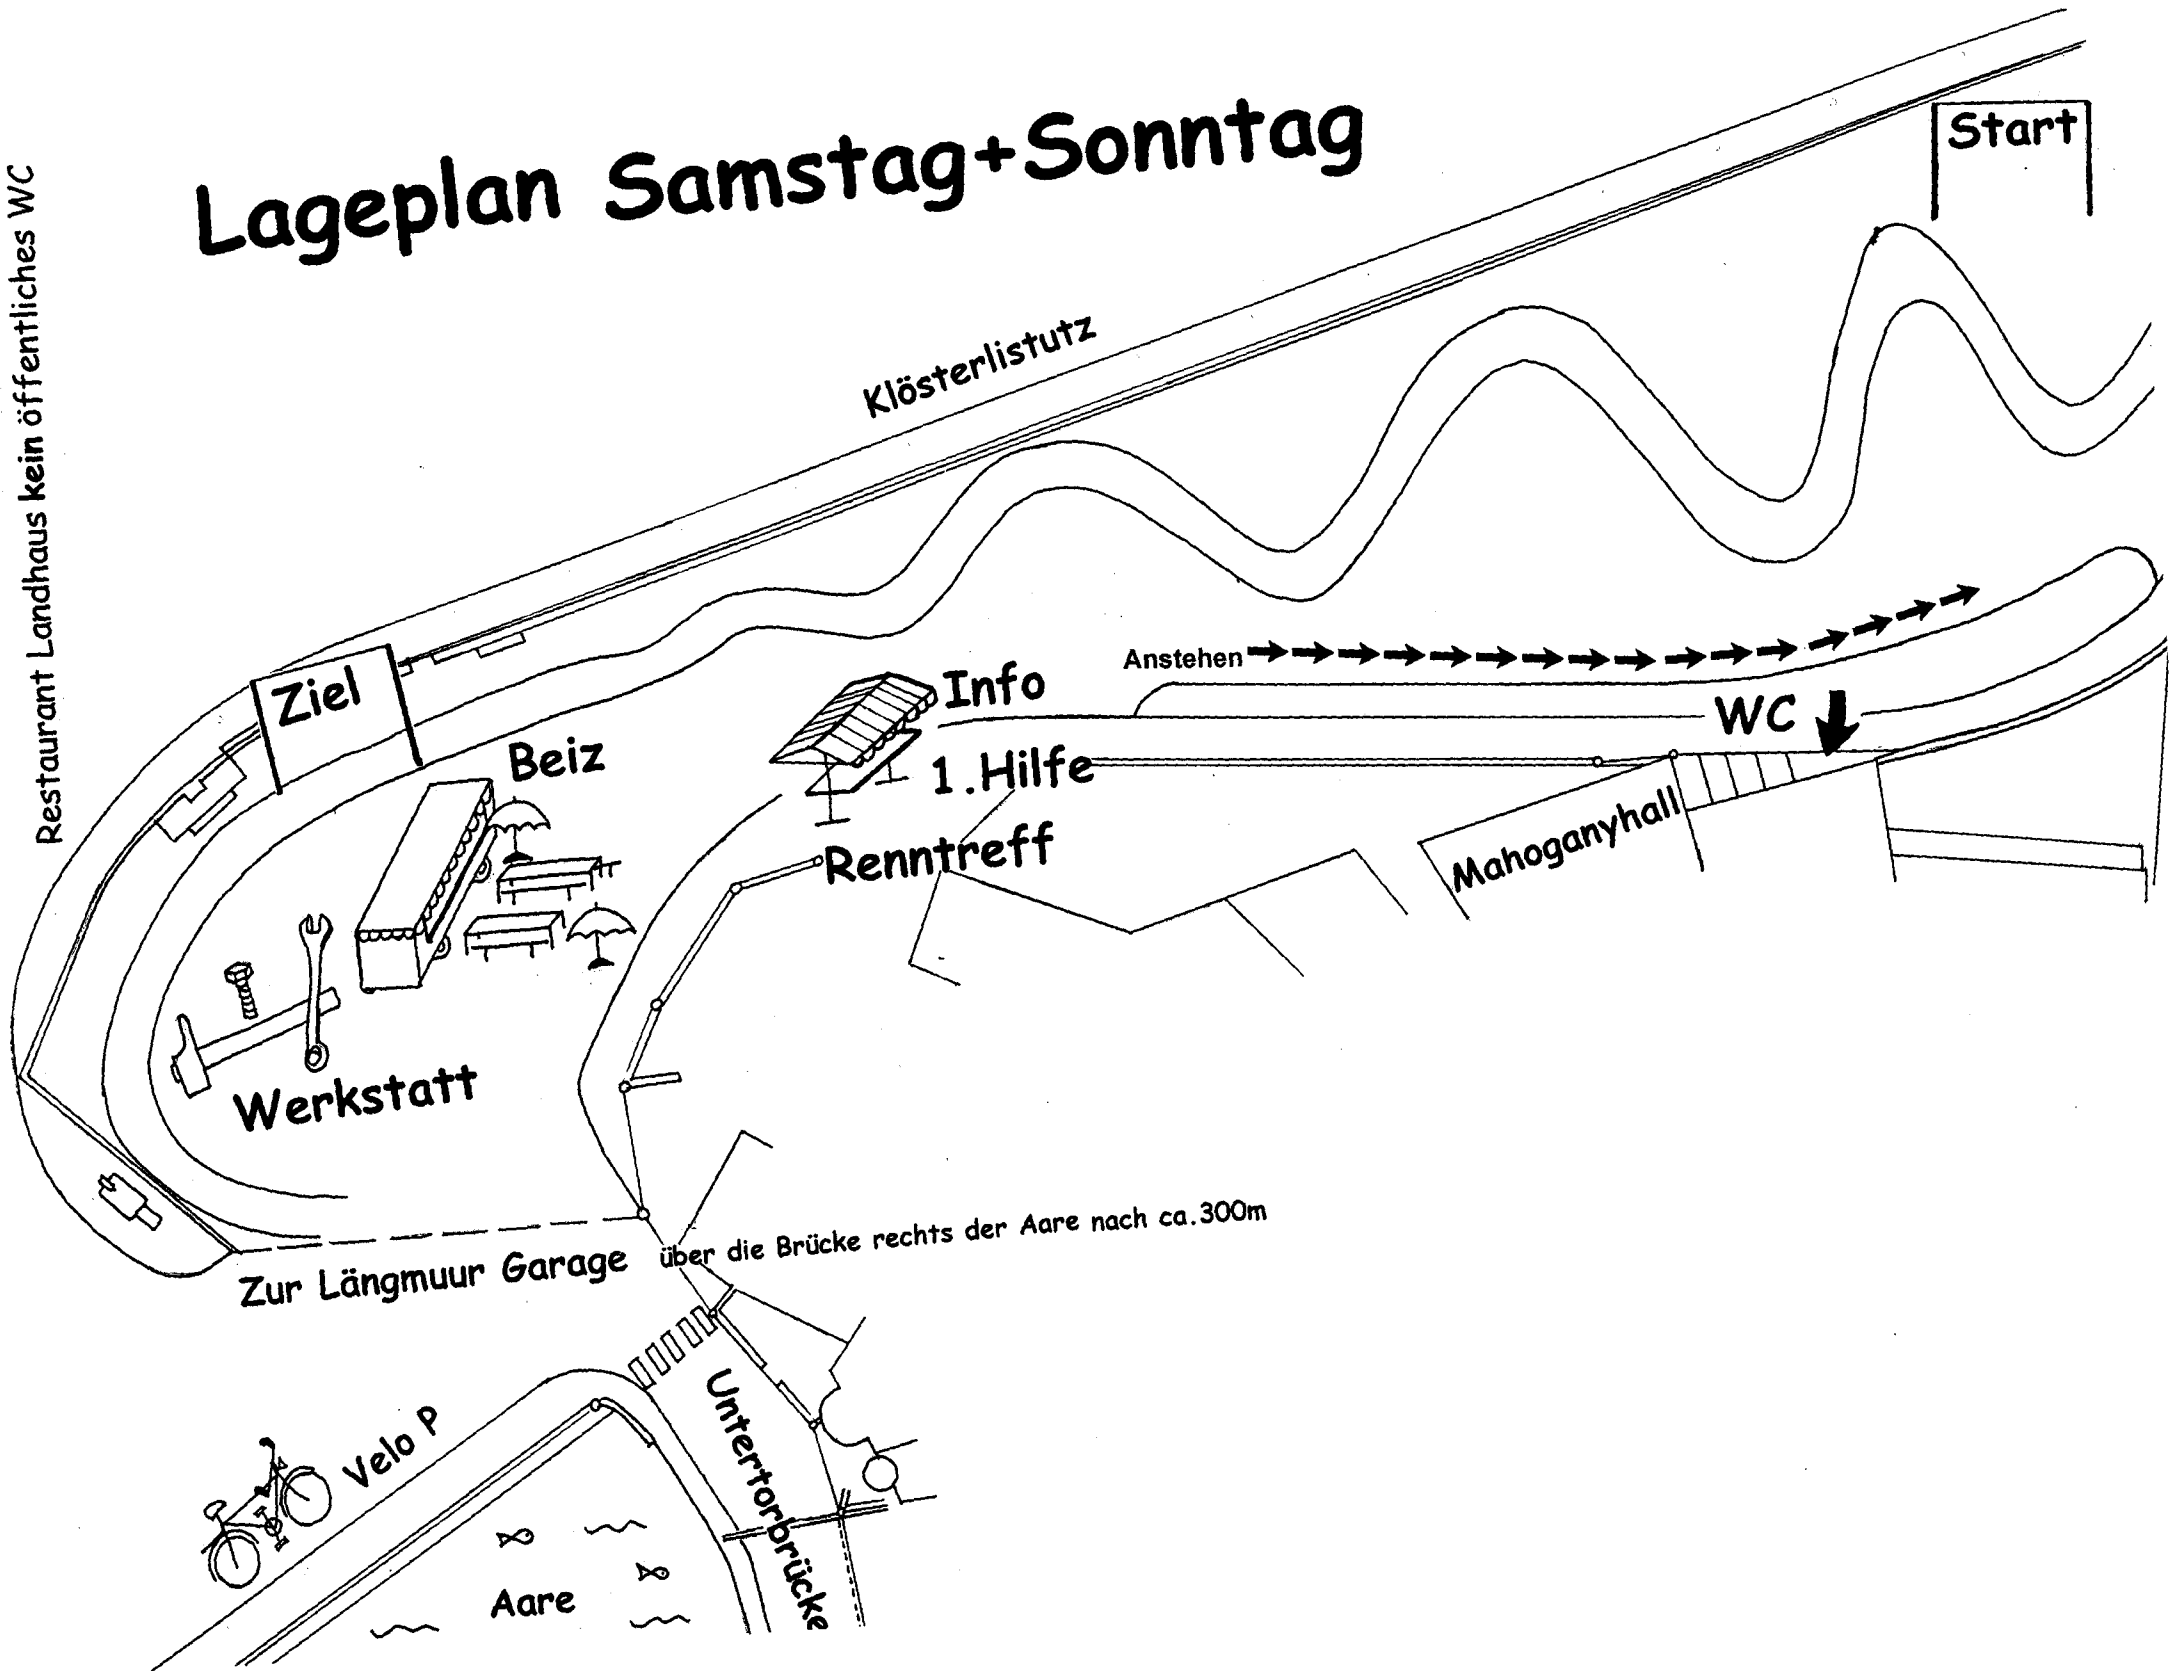 Lageplan Samstag+Sonntag
Start
Restaurant Landhaus kein öffentliches WC
Klösterlistutz
Ziel
Anstehen
Info
WC
Beiz
1.Hilfe
Mahoganyhall
Renntreff
Werkstatt
Zur Längmuur Garage über die Brücke rechts der Aare nach ca.300m
Velo P
Untertorbrücke
Aare